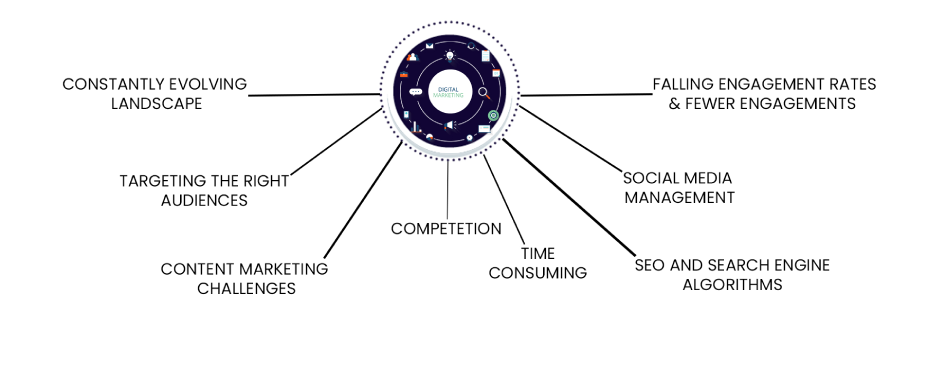 DIGITAL
MARKETING
CONSTANTLY EVOLVING
LANDSCAPE
FALLING ENGAGEMENT RATES
& FEWER ENGAGEMENTS
TARGETING THE RIGHT
AUDIENCES
SOCIAL MEDIA
MANAGEMENT
COMPETETION
TIME
CONSUMING
CONTENT MARKETING
CHALLENGES
SEO AND SEARCH ENGINE
ALGORITHMS